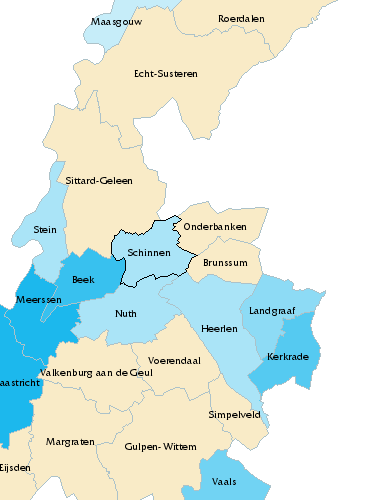 Maasgouw
Roerdalen
Echt-Susteren
Sittard-Geleen
Stein
Onderbanken
Schinnen
Brunssum
Beek
Meerssen
Nuth
Landgraaf
Heerlen
Kerkrade
Voerendaal
Valkenburg aan de Geul
aastricht
Simpelveld
Margraten
Gulpen-Wittem
Eijsden
Vaals